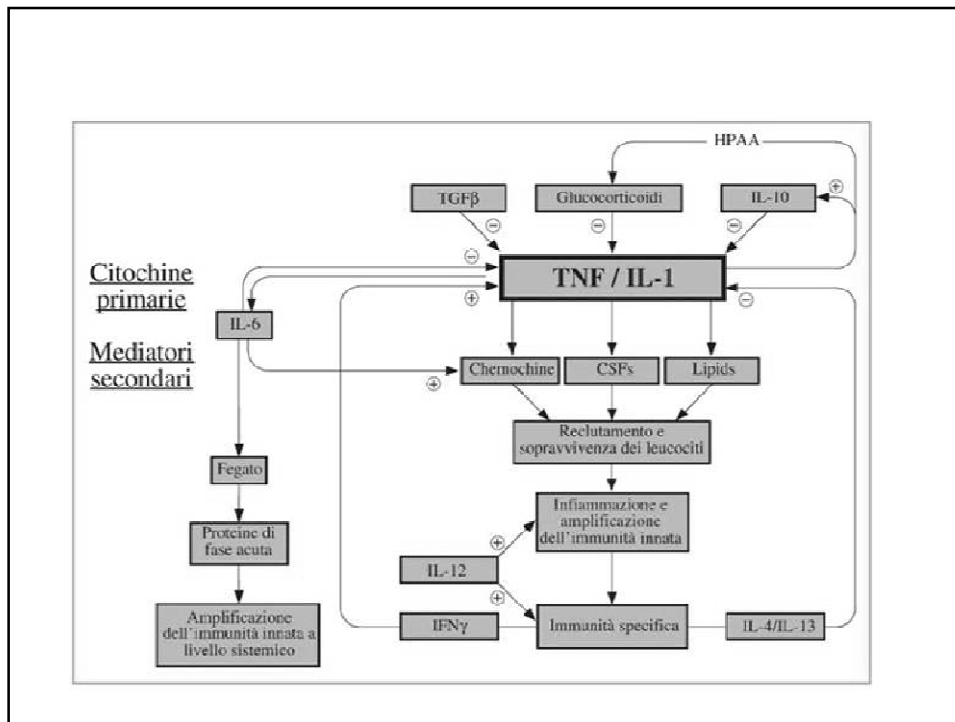 HPAA
TGFβ
Glucocorticoidi
IL-10
+
−
−
−
−
Citochine
primarie
TNF / IL-1
+
−
IL-6
Mediatori
secondari
Chemochine
CSFs
Lipids
+
Reclutamento e
sopravvivenza dei leucociti
Fegato
Infiammazione e
amplificazione
dell'immunità innata
Proteine di
fase acuta
+
IL-12
+
Amplificazione
dell'immunità innata a
livello sistemico
IFNγ
Immunità specifica
IL-4/IL-13